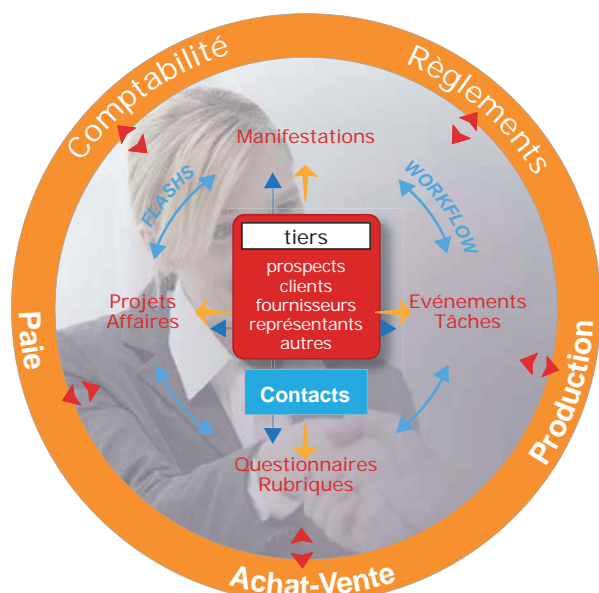 Comptabilité
Règlements
Manifestations
FLASHS
WORKFLOW
tiers
prospects
clients
fournisseurs
représentants
autres
Projets
Affaires
Evénements
Tâches
Paie
Production
Contacts
Questionnaires
Rubriques
Achat-Vente